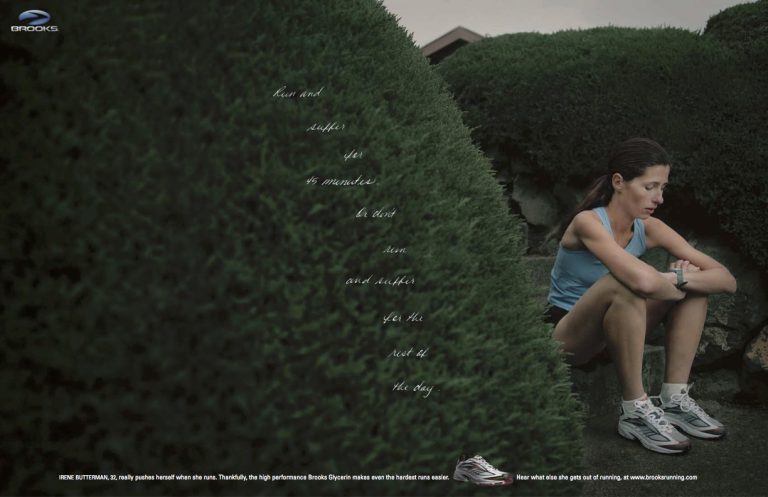 BROOKS
Run and
suffer
for
45 minutes.
Or don't
run
and suffer
for the
rest of
the day.
IRENE BUTTERMAN, 32, really pushes herself when she runs. Thankfully, the high performance Brooks Glycerin makes even the hardest runs easier. Hear what else she gets out of running, at www.brooksrunning.com